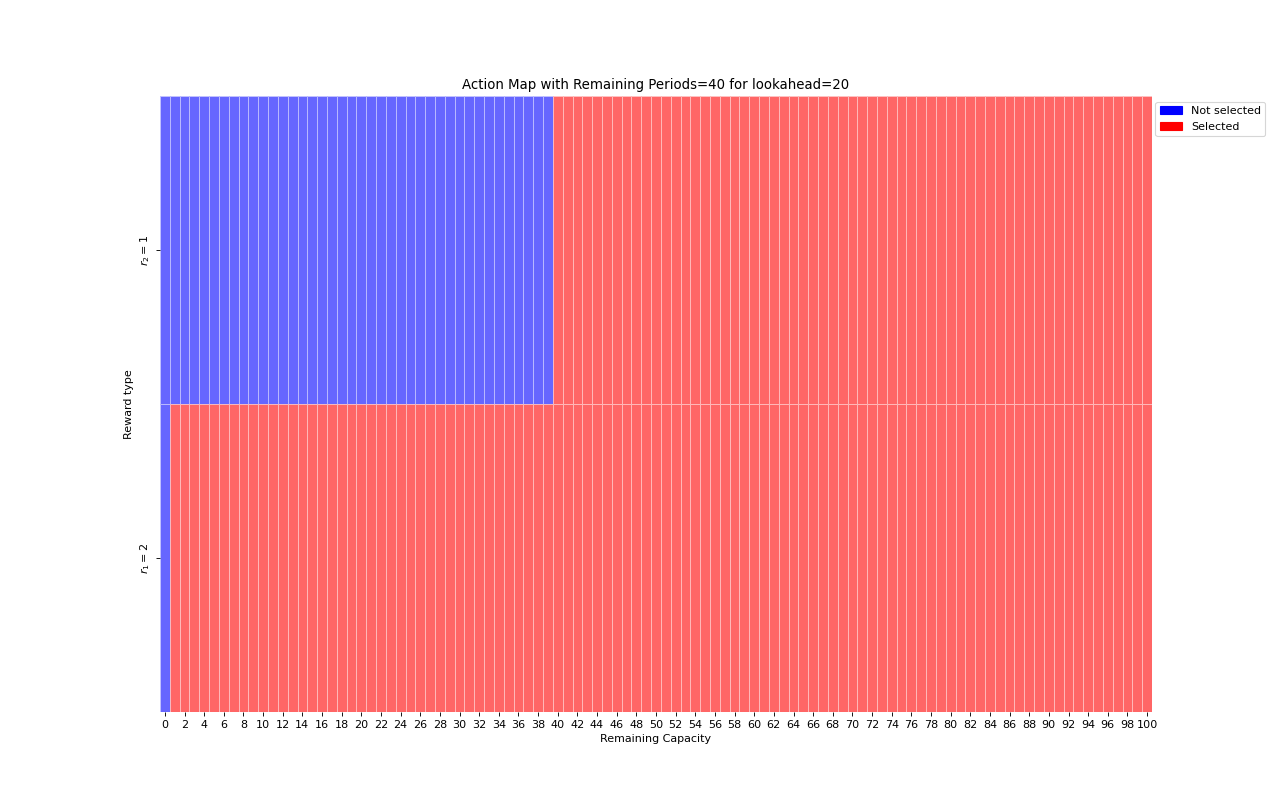 Action Map with Remaining Periods=40 for lookahead=20
Not selected
Selected
r₂ = 1
Reward type
r₁ = 2
0 2 4 6 8 10 12 14 16 18 20 22 24 26 28 30 32 34 36 38 40 42 44 46 48 50 52 54 56 58 60 62 64 66 68 70 72 74 76 78 80 82 84 86 88 90 92 94 96 98 100
Remaining Capacity